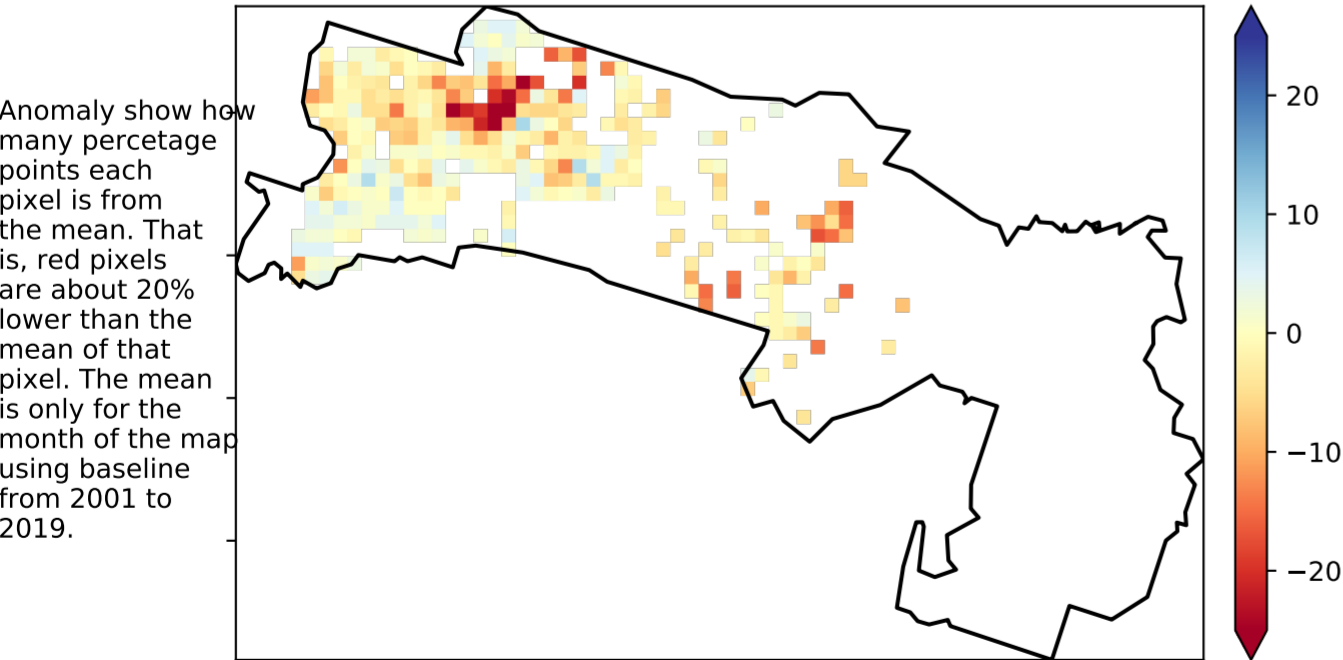 Anomaly show how
many percetage
points each
pixel is from
the mean. That
is, red pixels
are about 20%
lower than the
mean of that
pixel. The mean
is only for the
month of the map
using baseline
from 2001 to
2019.
20
10
0
−10
−20